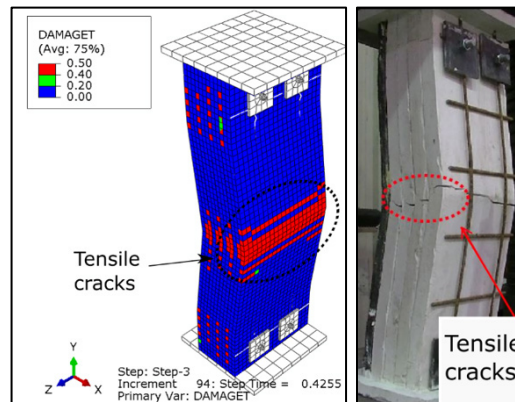 DAMAGET
(Avg: 75%)
0.50
0.40
0.20
0.00
Tensile
cracks
Y
Z
X
Step: Step-3
Increment 94: Step Time = 0.4255
Primary Var: DAMAGET
Tensile
cracks